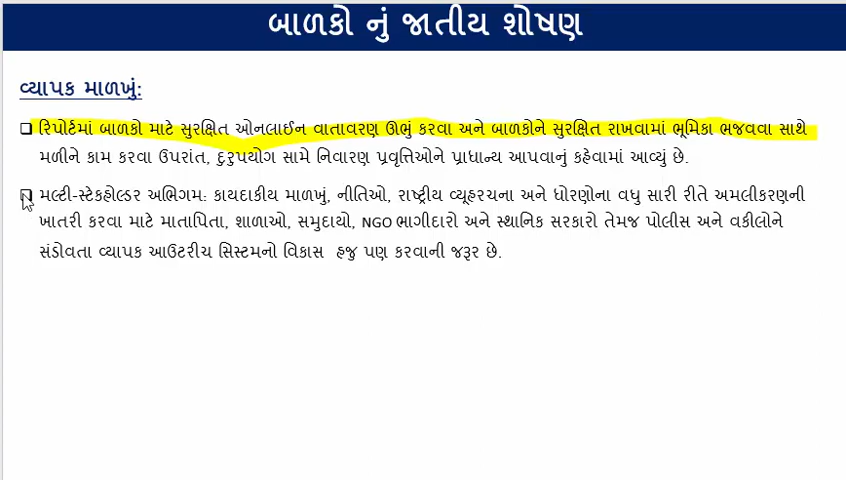 બાળકો નું જાતીય શોષણ
વ્યાપક માળખું:
રિપોર્ટમાં બાળકો માટે સુરક્ષિત ઓનલાઈન વાતાવરણ ઊભું કરવા અને બાળકોને સુરક્ષિત રાખવામાં ભૂમિકા ભજવવા સાથે
મળીને કામ કરવા ઉપરાંત, દુરુપયોગ સામે નિવારણ પ્રવૃત્તિઓને પ્રાધાન્ય આપવાનું કહેવામાં આવ્યું છે.
મલ્ટી-સ્ટેકહોલ્ડર અભિગમ: કાયદાકીય માળખું, નીતિઓ, રાષ્ટ્રીય વ્યૂહરચના અને ધોરણોના વધુ સારી રીતે અમલીકરણની
ખાતરી કરવા માટે માતાપિતા, શાળાઓ, સમુદાયો, NGO ભાગીદારો અને સ્થાનિક સરકારો તેમજ પોલીસ અને વકીલોને
સંડોવતા વ્યાપક આઉટરીચ સિસ્ટમનો વિકાસ હજુ પણ કરવાની જરૂર છે.